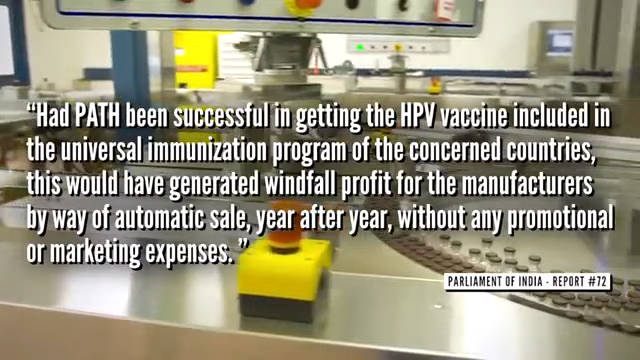 “Had PATH been successful in getting the HPV vaccine included in
the universal immunization program of the concerned countries,
this would have generated windfall profit for the manufacturers
by way of automatic sale, year after year, without any promotional
or marketing expenses. ”
PARLIAMENT OF INDIA - REPORT #72